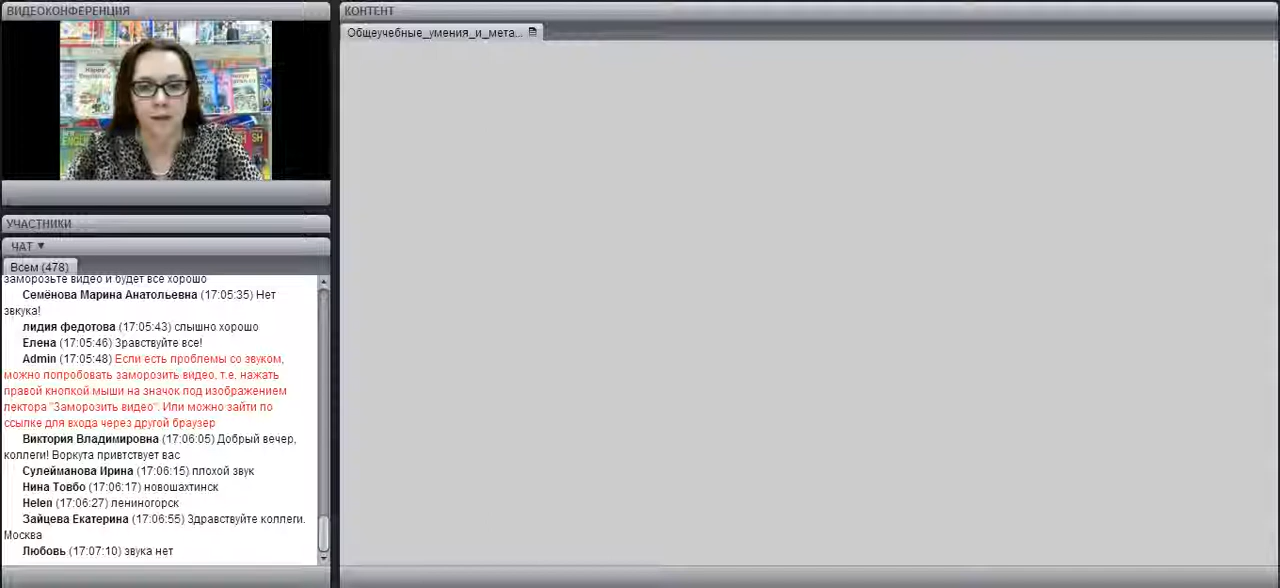 ВИДЕОКОНФЕРЕНЦИЯ
КОНТЕНТ
Общеучебные_умения_и_мета...
УЧАСТНИКИ
ЧАТ
Всем (478)
заморозьте видео и будет все хорошо
Семёнова Марина Анатольевна (17:05:35) Нет
звкука!
лидия федотова (17:05:43) слышно хорошо
Елена (17:05:46) Зравствуйте все!
Admin (17:05:48) Если есть проблемы со звуком,
можно попробовать заморозить видео, т.е. нажать
правой кнопкой мыши на значок под изображением
лектора "Заморозить видео". Или можно зайти по
ссылке для входа через другой браузер
Виктория Владимировна (17:06:05) Добрый вечер,
коллеги! Воркута привтствует вас
Сулейманова Ирина (17:06:15) плохой звук
Нина Товбо (17:06:17) новошахтинск
Helen (17:06:27) лениногорск
Зайцева Екатерина (17:06:55) Здравствуйте коллеги.
Москва
Любовь (17:07:10) звука нет